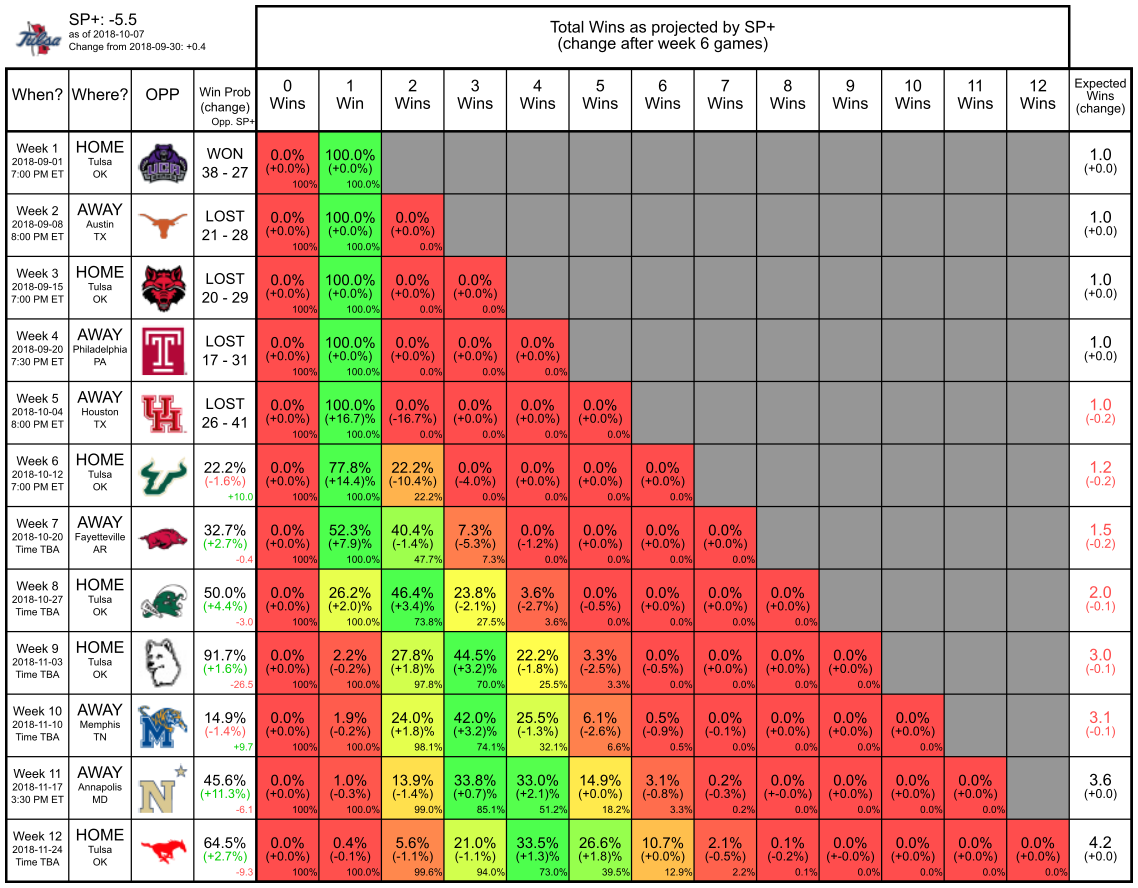 Tulsa
SP+: -5.5
as of 2018-10-07
Change from 2018-09-30: +0.4
Total Wins as projected by SP+
(change after week 6 games)
When? Where? OPP Win Prob (change) Opp. SP+ 0 Wins 1 Win 2 Wins 3 Wins 4 Wins 5 Wins 6 Wins 7 Wins 8 Wins 9 Wins 10 Wins 11 Wins 12 Wins Expected Wins (change)
Week 1 HOME WON 0.0% 100.0% 1.0
2018-09-01 Tulsa UCA (+0.0%) (+0.0%) (+0.0)
7:00 PM ET OK 38 - 27 100% 100.0%
Week 2 AWAY LOST 0.0% 100.0% 0.0% 1.0
2018-09-08 Austin (+0.0%) (+0.0%) (+0.0%) (+0.0)
8:00 PM ET TX 21 - 28 100% 100.0% 0.0%
Week 3 HOME LOST 0.0% 100.0% 0.0% 0.0% 1.0
2018-09-15 Tulsa (+0.0%) (+0.0%) (+0.0%) (+0.0%) (+0.0)
7:00 PM ET OK 20 - 29 100% 100.0% 0.0% 0.0%
Week 4 AWAY LOST 0.0% 100.0% 0.0% 0.0% 0.0% 1.0
2018-09-20 Philadelphia T (+0.0%) (+0.0%) (+0.0%) (+0.0%) (+0.0%) (+0.0)
7:30 PM ET PA 17 - 31 100% 100.0% 0.0% 0.0% 0.0%
Week 5 AWAY LOST 0.0% 100.0% 0.0% 0.0% 0.0% 0.0% 1.0
2018-10-04 Houston UH (+0.0%) (+16.7)% (-16.7%) (+0.0%) (+0.0%) (+0.0%) (-0.2)
8:00 PM ET TX 26 - 41 100% 100.0% 0.0% 0.0% 0.0% 0.0%
Week 6 HOME 22.2% 0.0% 77.8% 22.2% 0.0% 0.0% 0.0% 0.0% 1.2
2018-10-12 Tulsa (-1.6%) (+0.0%) (+14.4)% (-10.4%) (-4.0%) (+0.0%) (+0.0%) (+0.0%) (-0.2)
7:00 PM ET OK +10.0 100% 100.0% 22.2% 0.0% 0.0% 0.0% 0.0%
Week 7 AWAY 32.7% 0.0% 52.3% 40.4% 7.3% 0.0% 0.0% 0.0% 0.0% 1.5
2018-10-20 Fayetteville (+2.7%) (+0.0%) (+7.9)% (-1.4%) (-5.3%) (-1.2%) (+0.0%) (+0.0%) (+0.0%) (-0.2)
Time TBA AR -0.4 100% 100.0% 47.7% 7.3% 0.0% 0.0% 0.0% 0.0%
Week 8 HOME 50.0% 0.0% 26.2% 46.4% 23.8% 3.6% 0.0% 0.0% 0.0% 0.0% 2.0
2018-10-27 Tulsa (+4.4%) (+0.0%) (+2.0)% (+3.4)% (-2.1%) (-2.7%) (-0.5%) (+0.0%) (+0.0%) (+0.0%) (-0.1)
Time TBA OK -3.0 100% 100.0% 73.8% 27.5% 3.6% 0.0% 0.0% 0.0% 0.0%
Week 9 HOME 91.7% 0.0% 2.2% 27.8% 44.5% 22.2% 3.3% 0.0% 0.0% 0.0% 0.0% 3.0
2018-11-03 Tulsa (+1.6%) (+0.0%) (-0.2%) (+1.8)% (+3.2)% (-1.8%) (-2.5%) (-0.5%) (+0.0%) (+0.0%) (+0.0%) (-0.1)
Time TBA OK -26.5 100% 100.0% 97.8% 70.0% 25.5% 3.3% 0.0% 0.0% 0.0% 0.0%
Week 10 AWAY 14.9% 0.0% 1.9% 24.0% 42.0% 25.5% 6.1% 0.5% 0.0% 0.0% 0.0% 0.0% 3.1
2018-11-10 Memphis M (-1.4%) (+0.0%) (-0.2%) (+1.8)% (+3.2)% (-1.3%) (-2.6%) (-0.9%) (-0.1%) (+0.0%) (+0.0%) (+0.0%) (-0.1)
Time TBA TN +9.7 100% 100.0% 98.1% 74.1% 32.1% 6.6% 0.5% 0.0% 0.0% 0.0% 0.0%
Week 11 AWAY 45.6% 0.0% 1.0% 13.9% 33.8% 33.0% 14.9% 3.1% 0.2% 0.0% 0.0% 0.0% 0.0% 3.6
2018-11-17 Annapolis N (+11.3%) (+0.0%) (-0.3%) (-1.4%) (+0.7)% (+2.1)% (+0.0%) (-0.8%) (-0.3%) (+-0.0%) (+0.0%) (+0.0%) (+0.0%) (+0.0)
3:30 PM ET MD -6.1 100% 100.0% 99.0% 85.1% 51.2% 18.2% 3.3% 0.2% 0.0% 0.0% 0.0% 0.0%
Week 12 HOME 64.5% 0.0% 0.4% 5.6% 21.0% 33.5% 26.6% 10.7% 2.1% 0.1% 0.0% 0.0% 0.0% 0.0% 4.2
2018-11-24 Tulsa (+2.7%) (+0.0%) (-0.1%) (-1.1%) (-1.1%) (+1.3)% (+1.8)% (+0.0%) (-0.5%) (-0.2%) (+-0.0%) (+0.0%) (+0.0%) (+0.0%) (+0.0)
Time TBA OK -9.3 100% 100.0% 99.6% 94.0% 73.0% 39.5% 12.9% 2.2% 0.1% 0.0% 0.0% 0.0% 0.0%